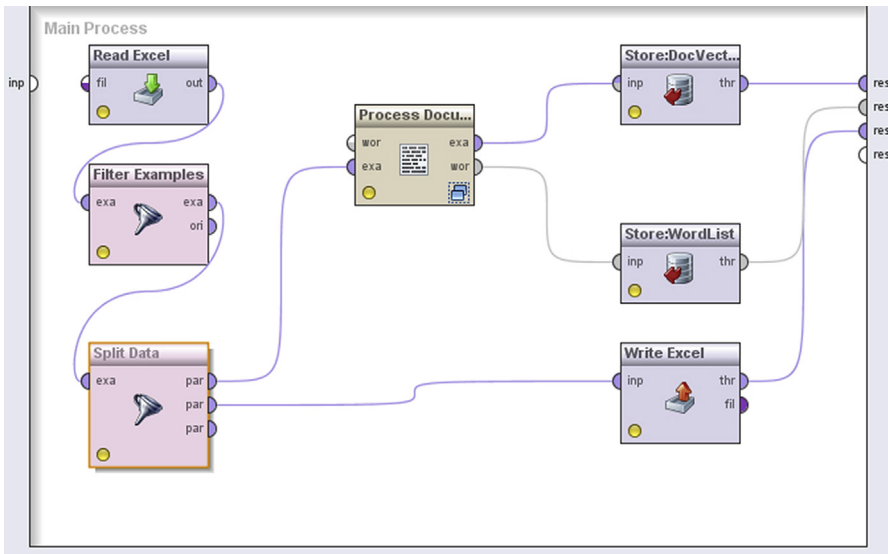 Main Process
Read Excel
inp
fil
out
Filter Examples
exa
exa
ori
Split Data
exa
par
par
par
Process Docu...
wor
exa
exa
wor
Store:DocVect...
inp
thr
Store:WordList
inp
thr
Write Excel
inp
thr
fil
res
res
res
res